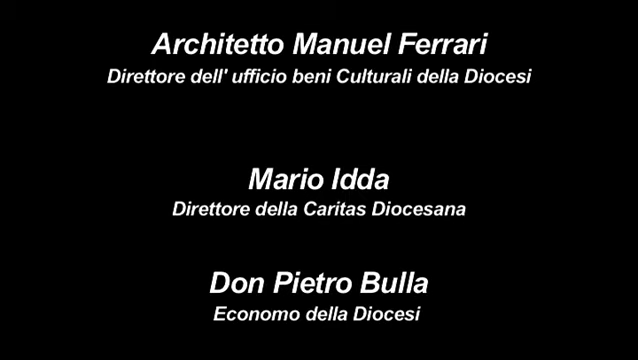 Architetto Manuel Ferrari
Direttore dell' ufficio beni Culturali della Diocesi
Mario Idda
Direttore della Caritas Diocesana
Don Pietro Bulla
Economo della Diocesi